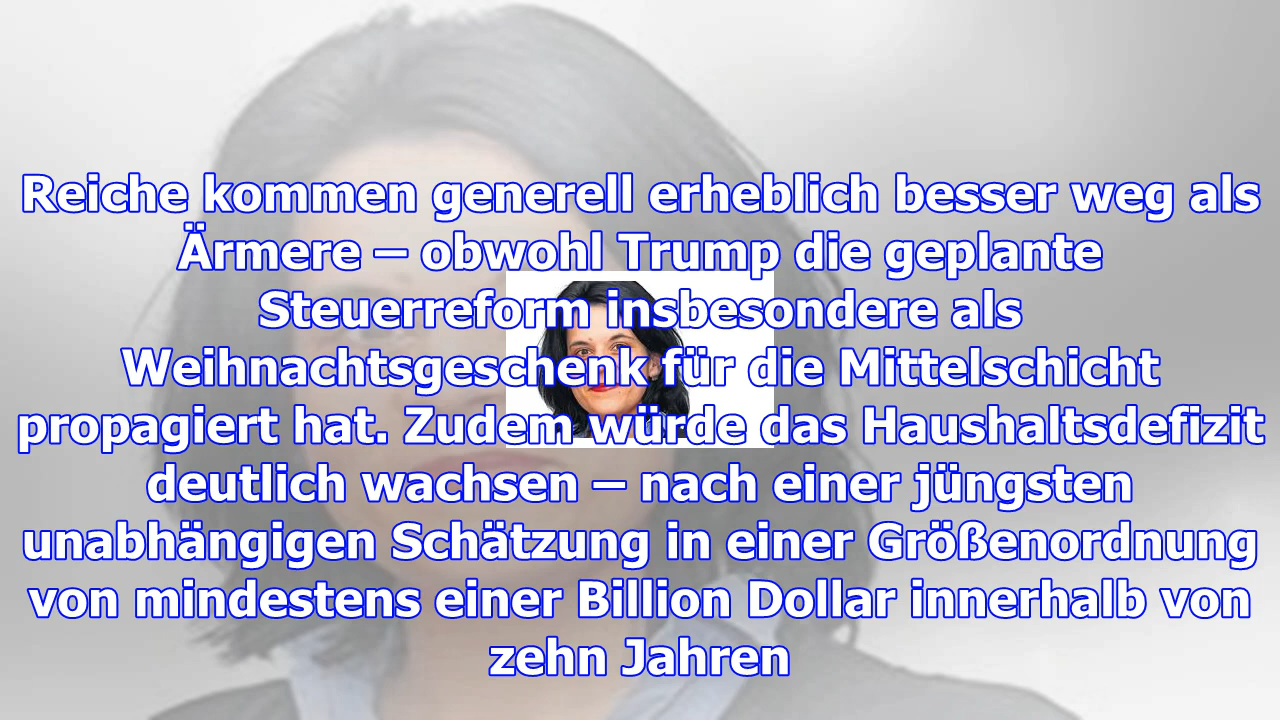 Reiche kommen generell erheblich besser weg als
Ärmere – obwohl Trump die geplante
Steuerreform insbesondere als
Weihnachtsgeschenk für die Mittelschicht
propagiert hat. Zudem würde das Haushaltsdefizit
deutlich wachsen – nach einer jüngsten
unabhängigen Schätzung in einer Größenordnung
von mindestens einer Billion Dollar innerhalb von
zehn Jahren